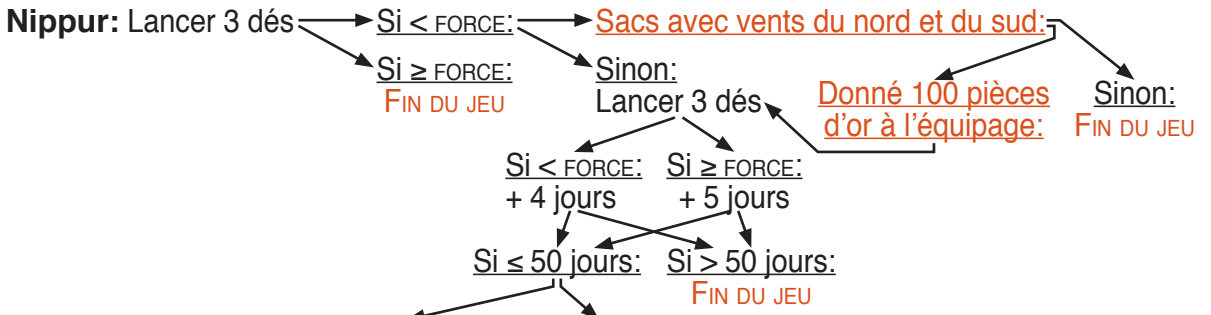 Nippur: Lancer 3 dés
Si < FORCE:
Sacs avec vents du nord et du sud:
Si ≥ FORCE:
FIN DU JEU
Sinon:
Lancer 3 dés
Donné 100 pièces
d'or à l'équipage:
Sinon:
FIN DU JEU
Si < FORCE:
+ 4 jours
Si ≥ FORCE:
+ 5 jours
Si ≤ 50 jours:
Si > 50 jours:
FIN DU JEU